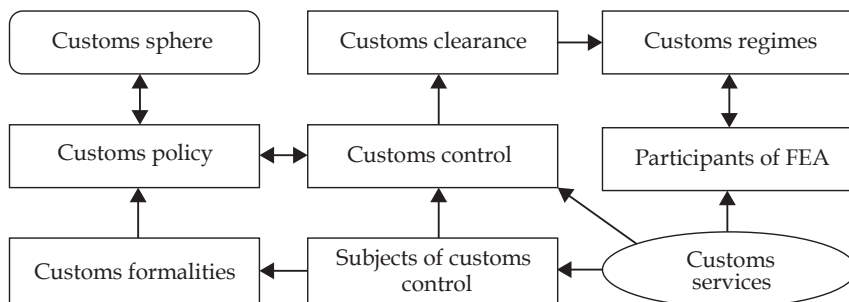 Customs sphere
Customs clearance
Customs regimes
Customs policy
Customs control
Participants of FEA
Customs formalities
Subjects of customs
control
Customs
services